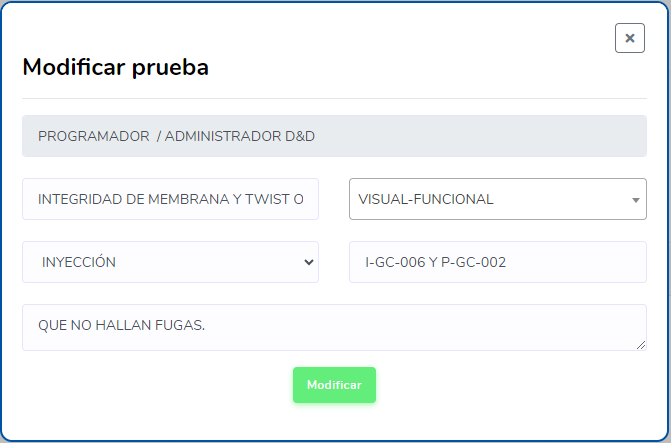 ×
Modificar prueba
PROGRAMADOR / ADMINISTRADOR D&D
INTEGRIDAD DE MEMBRANA Y TWIST O
VISUAL-FUNCIONAL
INYECCIÓN
I-GC-006 Y P-GC-002
QUE NO HALLAN FUGAS.
Modificar